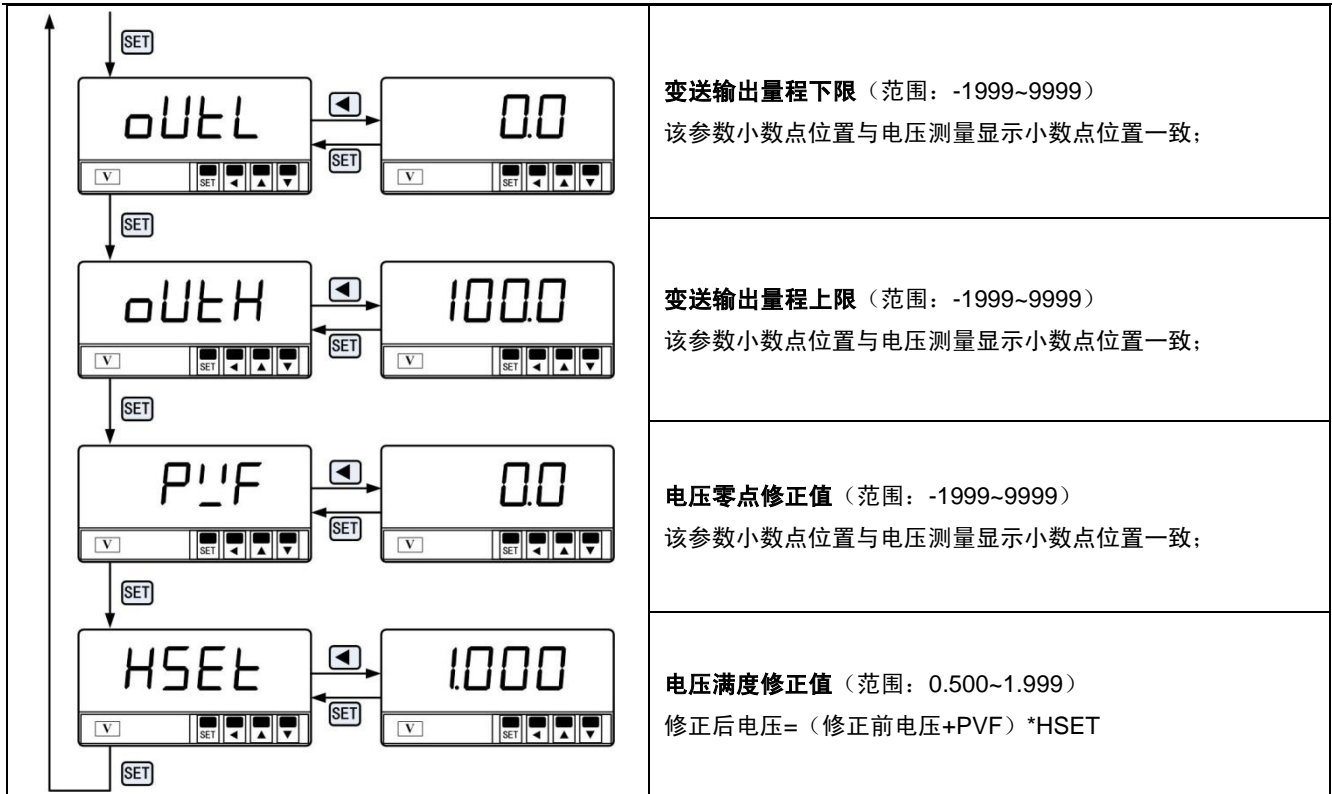 SET
oUtL
◀
0.0
变送输出量程下限（范围：-1999~9999）
该参数小数点位置与电压测量显示小数点位置一致；
SET
V
SET ◀ ▲ ▼
V
SET ◀ ▲ ▼
SET
oUtH
◀
100.0
变送输出量程上限（范围：-1999~9999）
该参数小数点位置与电压测量显示小数点位置一致；
SET
V
SET ◀ ▲ ▼
V
SET ◀ ▲ ▼
SET
PVF
◀
0.0
电压零点修正值（范围：-1999~9999）
该参数小数点位置与电压测量显示小数点位置一致；
SET
V
SET ◀ ▲ ▼
V
SET ◀ ▲ ▼
SET
HSEt
◀
1.000
电压满度修正值（范围：0.500~1.999）
修正后电压=（修正前电压+PVF）*HSET
SET
V
SET ◀ ▲ ▼
V
SET ◀ ▲ ▼
SET